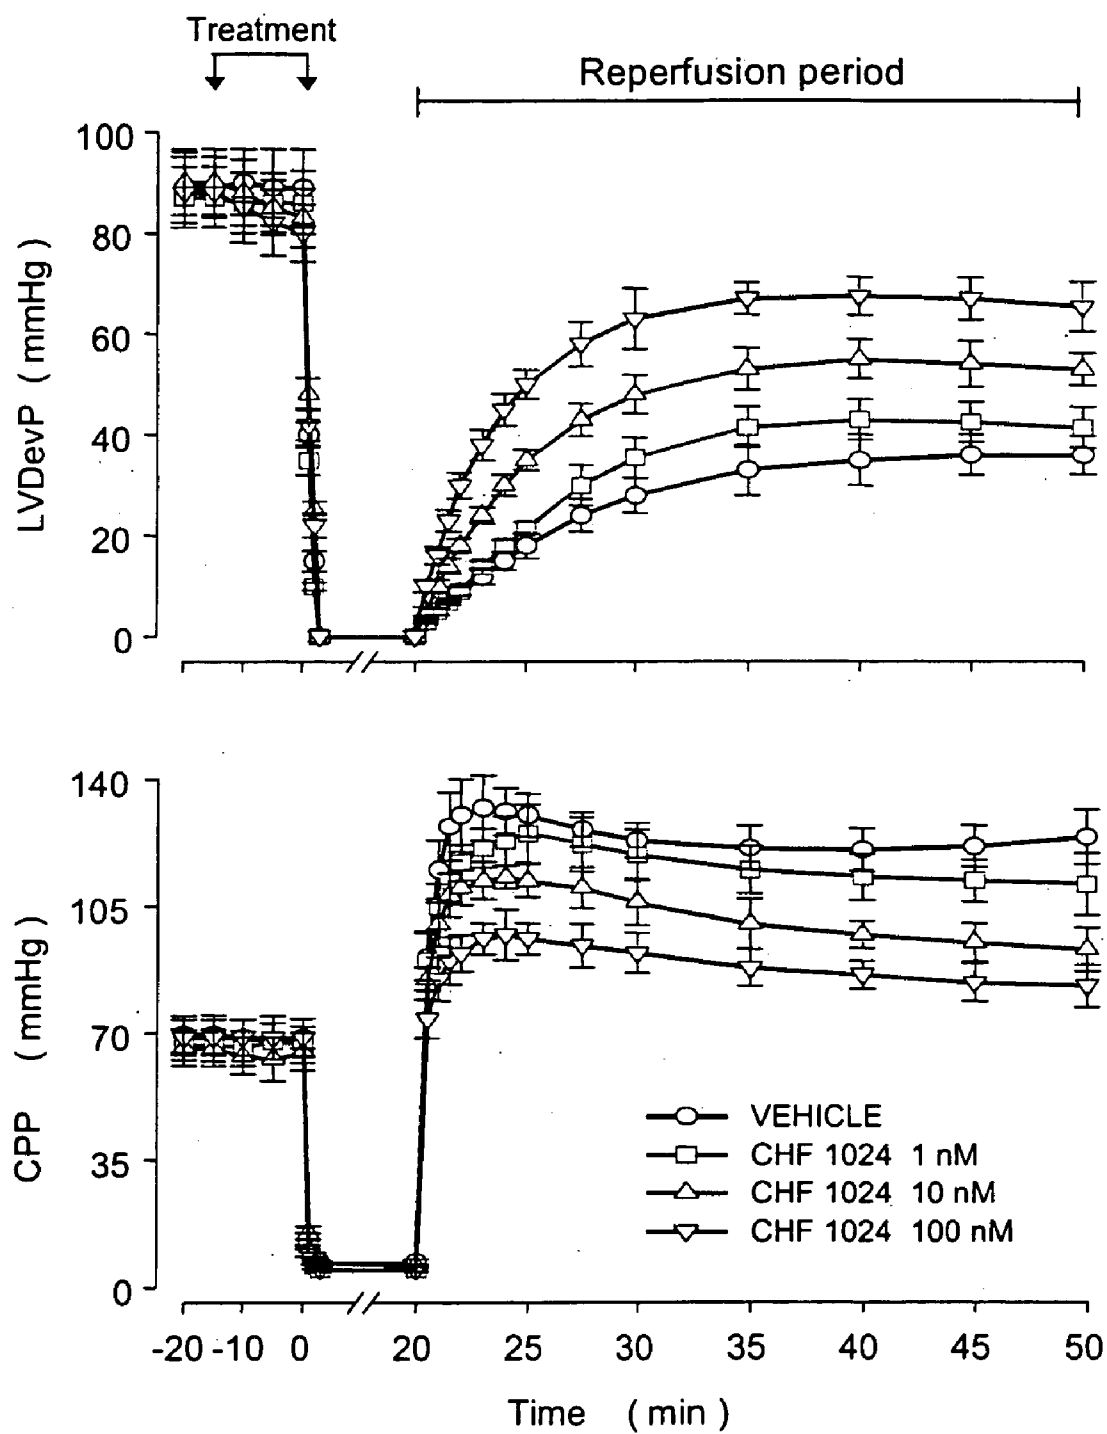 Treatment
Reperfusion period
100
80
60
40
20
0
LVDevP ( mmHg )
140
105
70
35
0
CPP ( mmHg )
VEHICLE
CHF 1024 1 nM
CHF 1024 10 nM
CHF 1024 100 nM
-20 -10 0 20 25 30 35 40 45 50
Time ( min )